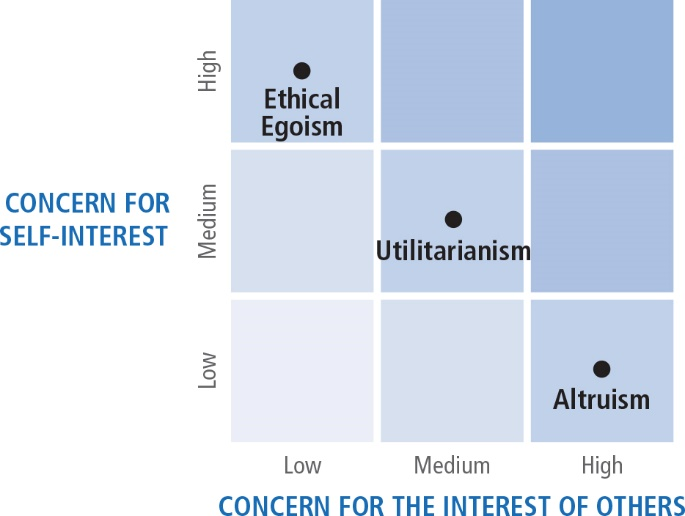 High
Ethical
Egoism
CONCERN FOR
SELF-INTEREST
Medium
Utilitarianism
Low
Altruism
Low
Medium
High
CONCERN FOR THE INTEREST OF OTHERS